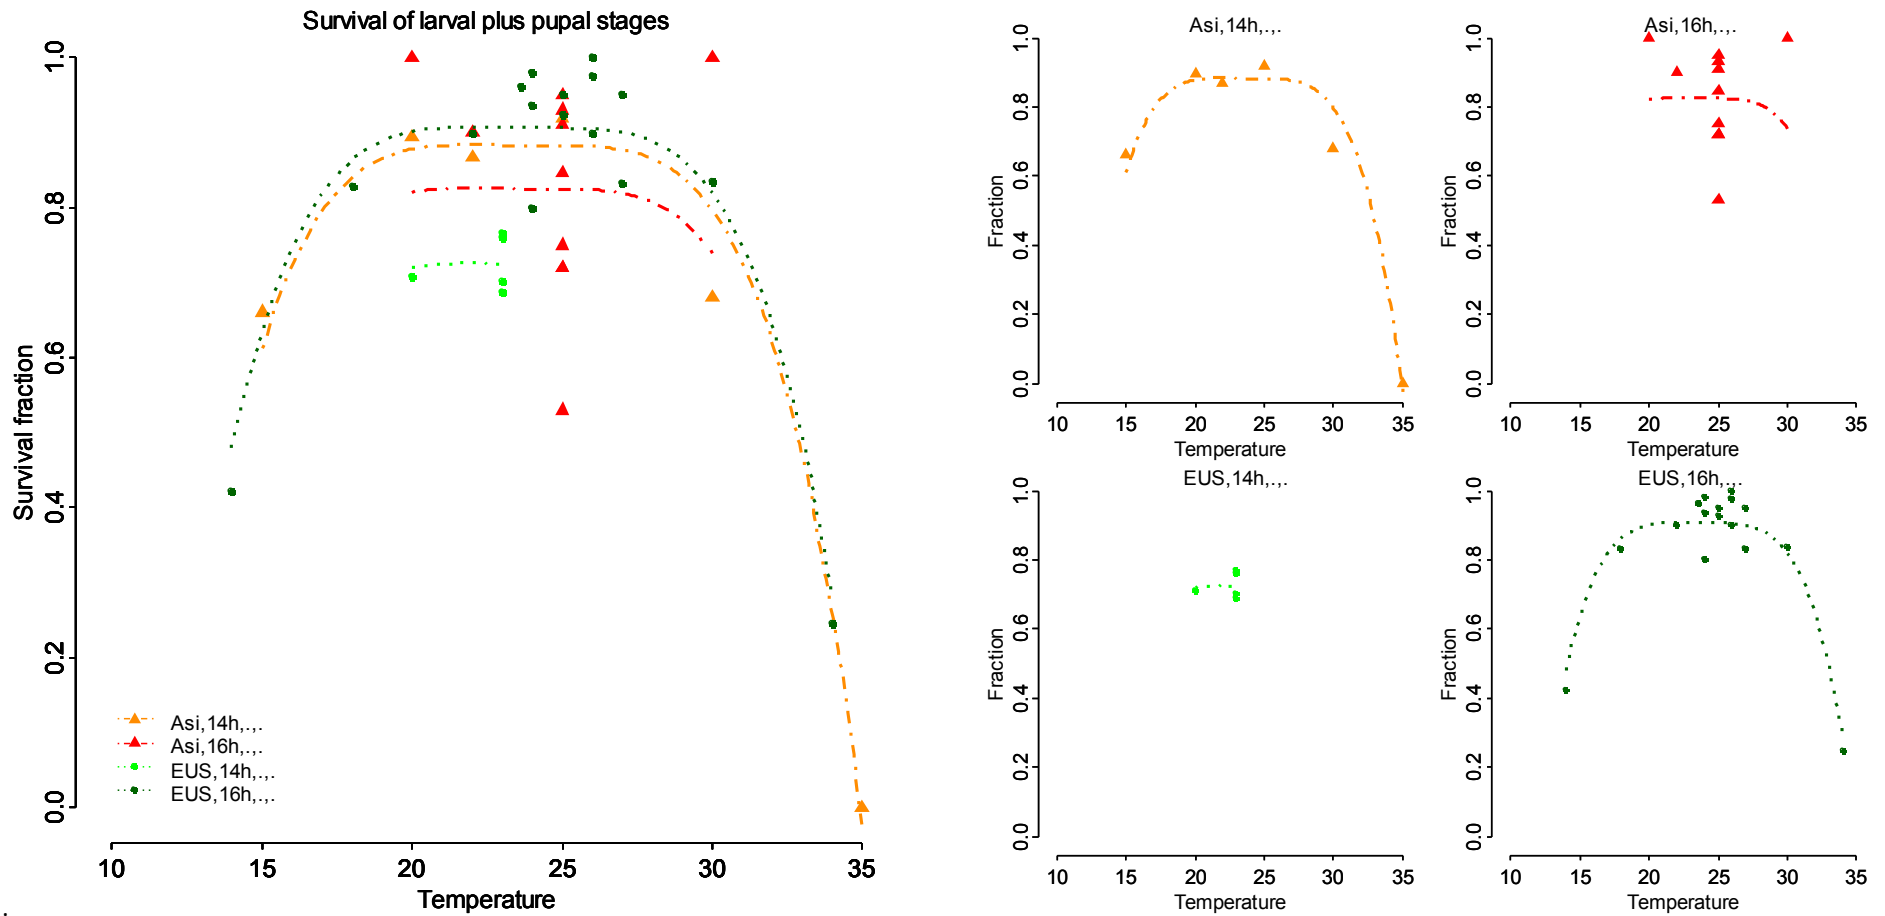 Survival of larval plus pupal stages
Survival fraction
0.0 0.2 0.4 0.6 0.8 1.0
Asi,14h,.,.
Asi,16h,.,.
EUS,14h,.,.
EUS,16h,.,.
10 15 20 25 30 35
Temperature
.
Asi,14h,.,.
Fraction
0.0 0.2 0.4 0.6 0.8 1.0
10 15 20 25 30 35
Temperature
Asi,16h,.,.
Fraction
0.0 0.2 0.4 0.6 0.8 1.0
10 15 20 25 30 35
Temperature
EUS,14h,.,.
Fraction
0.0 0.2 0.4 0.6 0.8 1.0
10 15 20 25 30 35
Temperature
EUS,16h,.,.
Fraction
0.0 0.2 0.4 0.6 0.8 1.0
10 15 20 25 30 35
Temperature